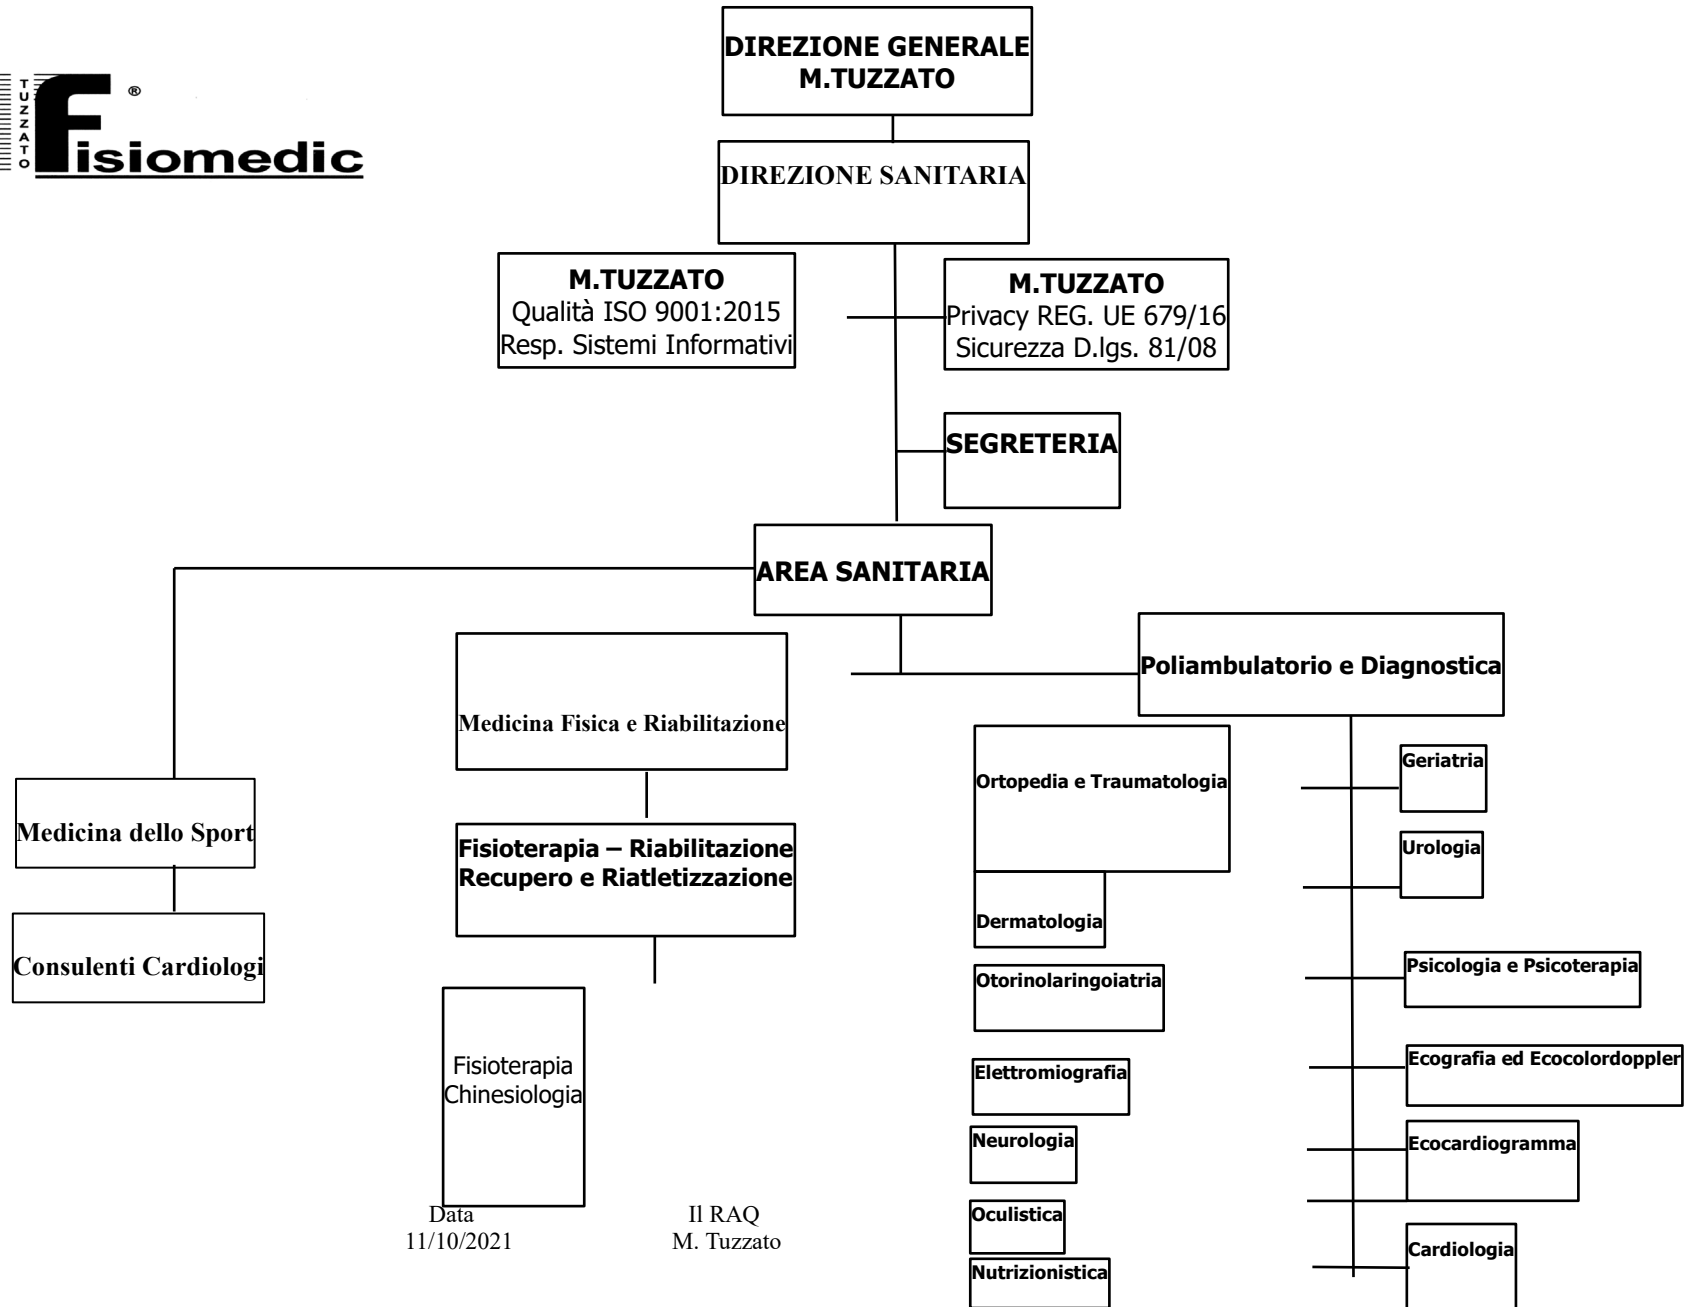 DIREZIONE GENERALE
M.TUZZATO
TUZZATO
Fisiomedic
®
DIREZIONE SANITARIA
M.TUZZATO
Qualità ISO 9001:2015
Resp. Sistemi Informativi
M.TUZZATO
Privacy REG. UE 679/16
Sicurezza D.lgs. 81/08
SEGRETERIA
AREA SANITARIA
Poliambulatorio e Diagnostica
Medicina Fisica e Riabilitazione
Medicina dello Sport
Consulenti Cardiologi
Fisioterapia – Riabilitazione
Recupero e Riatletizzazione
Fisioterapia
Chinesiologia
Ortopedia e Traumatologia
Dermatologia
Otorinolaringoiatria
Elettromiografia
Neurologia
Oculistica
Nutrizionistica
Geriatria
Urologia
Psicologia e Psicoterapia
Ecografia ed Ecocolordoppler
Ecocardiogramma
Cardiologia
Data
11/10/2021
Il RAQ
M. Tuzzato